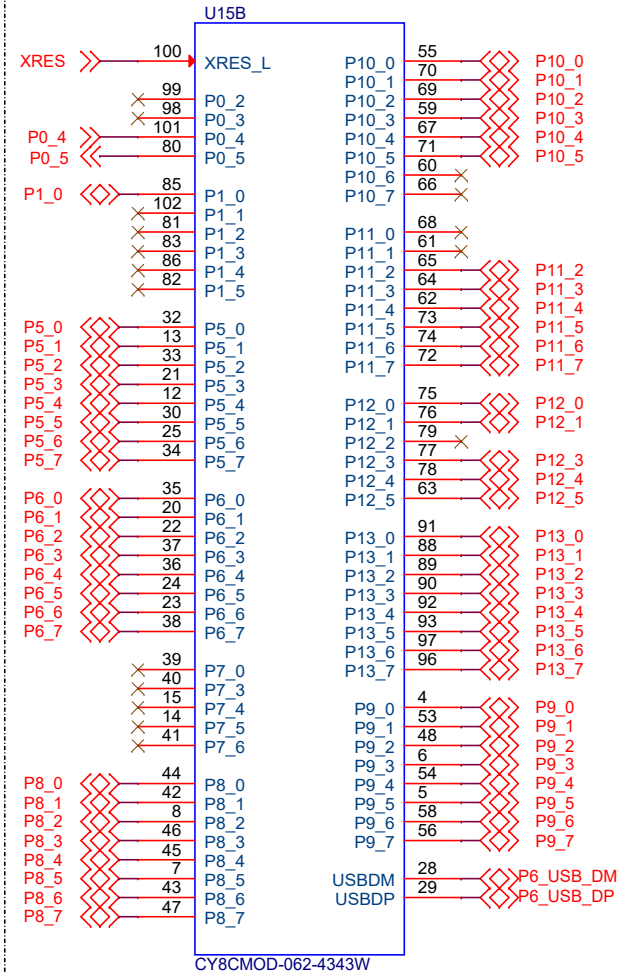 U15B
XRES 100 XRES_L P10_0 55 P10_0
P10_1 70 P10_1
99 P0_2 P10_2 69 P10_2
98 P0_3 P10_3 59 P10_3
P0_4 101 P0_4 P10_4 67 P10_4
P0_5 80 P0_5 P10_5 71 P10_5
P10_6 60
P1_0 85 P1_0 P10_7 66
102 P1_1
81 P1_2 P11_0 68
83 P1_3 P11_1 61
86 P1_4 P11_2 65 P11_2
82 P1_5 P11_3 64 P11_3
P11_4 62 P11_4
P5_0 32 P5_0 P11_5 73 P11_5
P5_1 13 P5_1 P11_6 74 P11_6
P5_2 33 P5_2 P11_7 72 P11_7
P5_3 21 P5_3
P5_4 12 P5_4 P12_0 75 P12_0
P5_5 30 P5_5 P12_1 76 P12_1
P5_6 25 P5_6 P12_2 79
P5_7 34 P5_7 P12_3 77 P12_3
P12_4 78 P12_4
P6_0 35 P6_0 P12_5 63 P12_5
P6_1 20 P6_1
P6_2 22 P6_2 P13_0 91 P13_0
P6_3 37 P6_3 P13_1 88 P13_1
P6_4 36 P6_4 P13_2 89 P13_2
P6_5 24 P6_5 P13_3 90 P13_3
P6_6 23 P6_6 P13_4 92 P13_4
P6_7 38 P6_7 P13_5 93 P13_5
P13_6 97 P13_6
39 P7_0 P13_7 96 P13_7
40 P7_3
15 P7_4 P9_0 4 P9_0
14 P7_5 P9_1 53 P9_1
41 P7_6 P9_2 48 P9_2
P9_3 6 P9_3
P8_0 44 P8_0 P9_4 54 P9_4
P8_1 42 P8_1 P9_5 5 P9_5
P8_2 8 P8_2 P9_6 58 P9_6
P8_3 46 P8_3 P9_7 56 P9_7
P8_4 45 P8_4
P8_5 7 P8_5 USBDM 28 P6_USB_DM
P8_6 43 P8_6 USBDP 29 P6_USB_DP
P8_7 47 P8_7
CY8CMOD-062-4343W